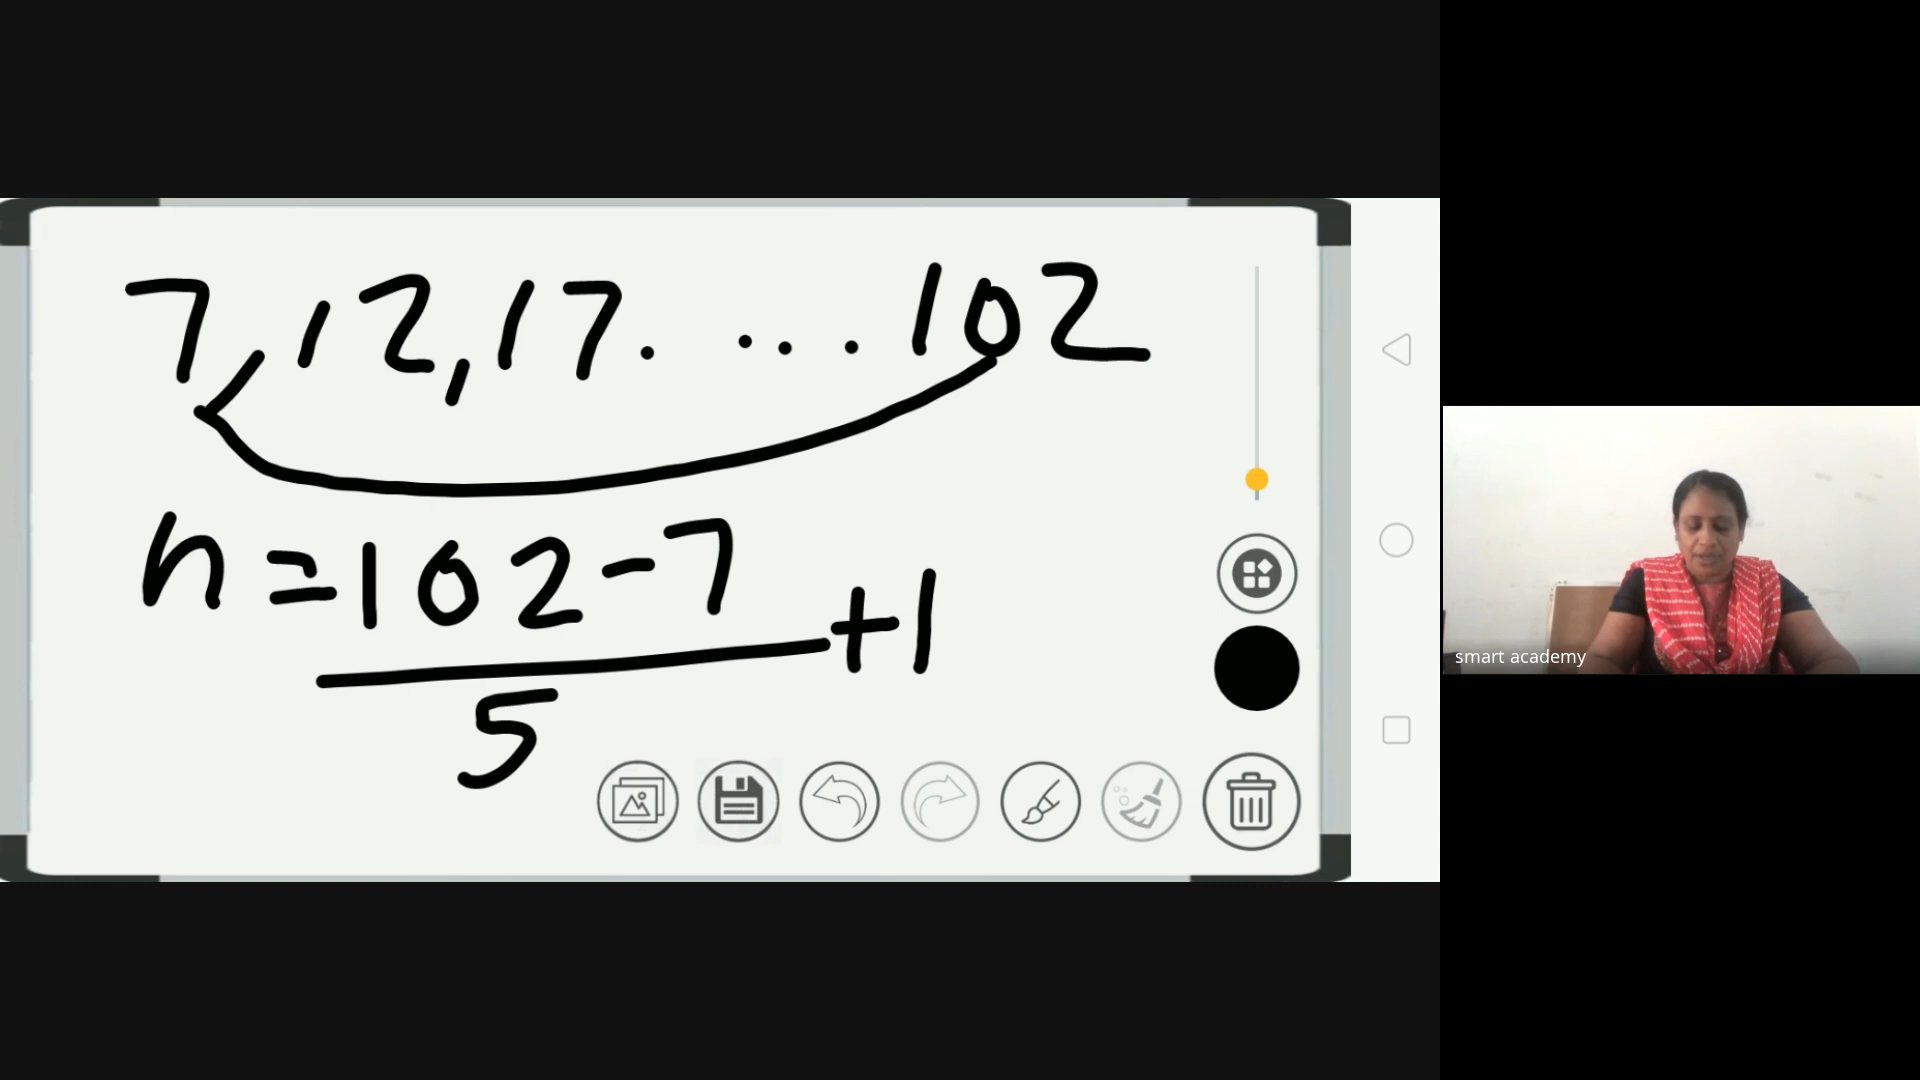 7, 12, 17. ... 102
n = 102 - 7
+1
5
smart academy